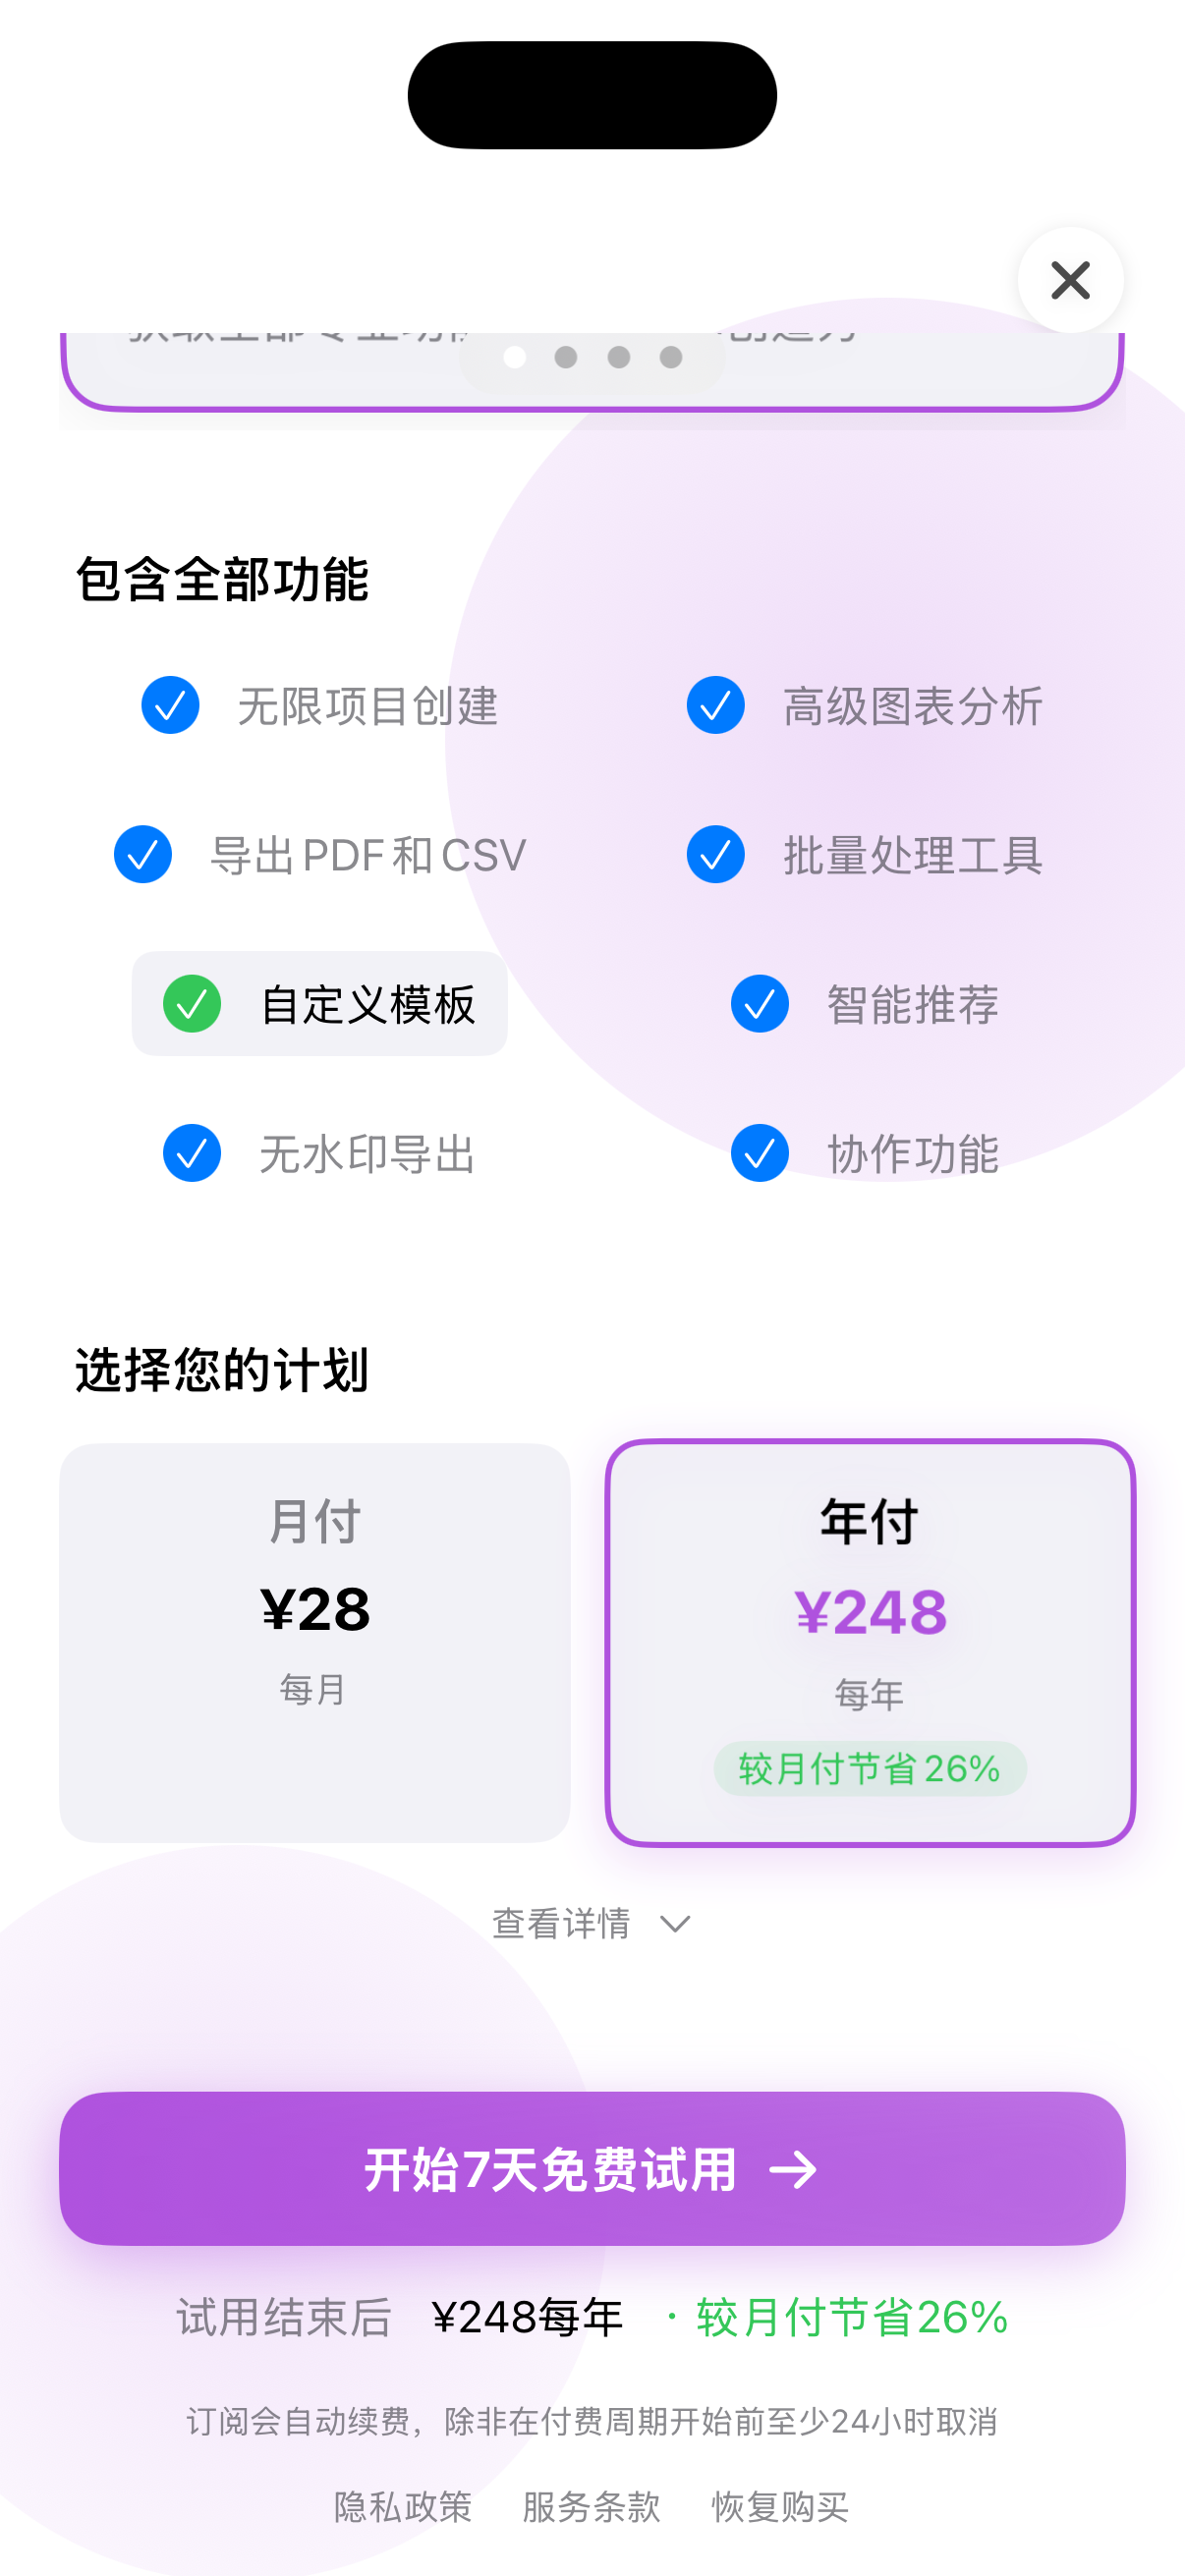 包含全部功能
无限项目创建
高级图表分析
导出 PDF 和 CSV
批量处理工具
自定义模板
智能推荐
无水印导出
协作功能
选择您的计划
月付
¥28
每月
年付
¥248
每年
较月付节省 26%
查看详情
开始7天免费试用
试用结束后 ¥248每年 · 较月付节省26%
订阅会自动续费，除非在付费周期开始前至少24小时取消
隐私政策 服务条款 恢复购买